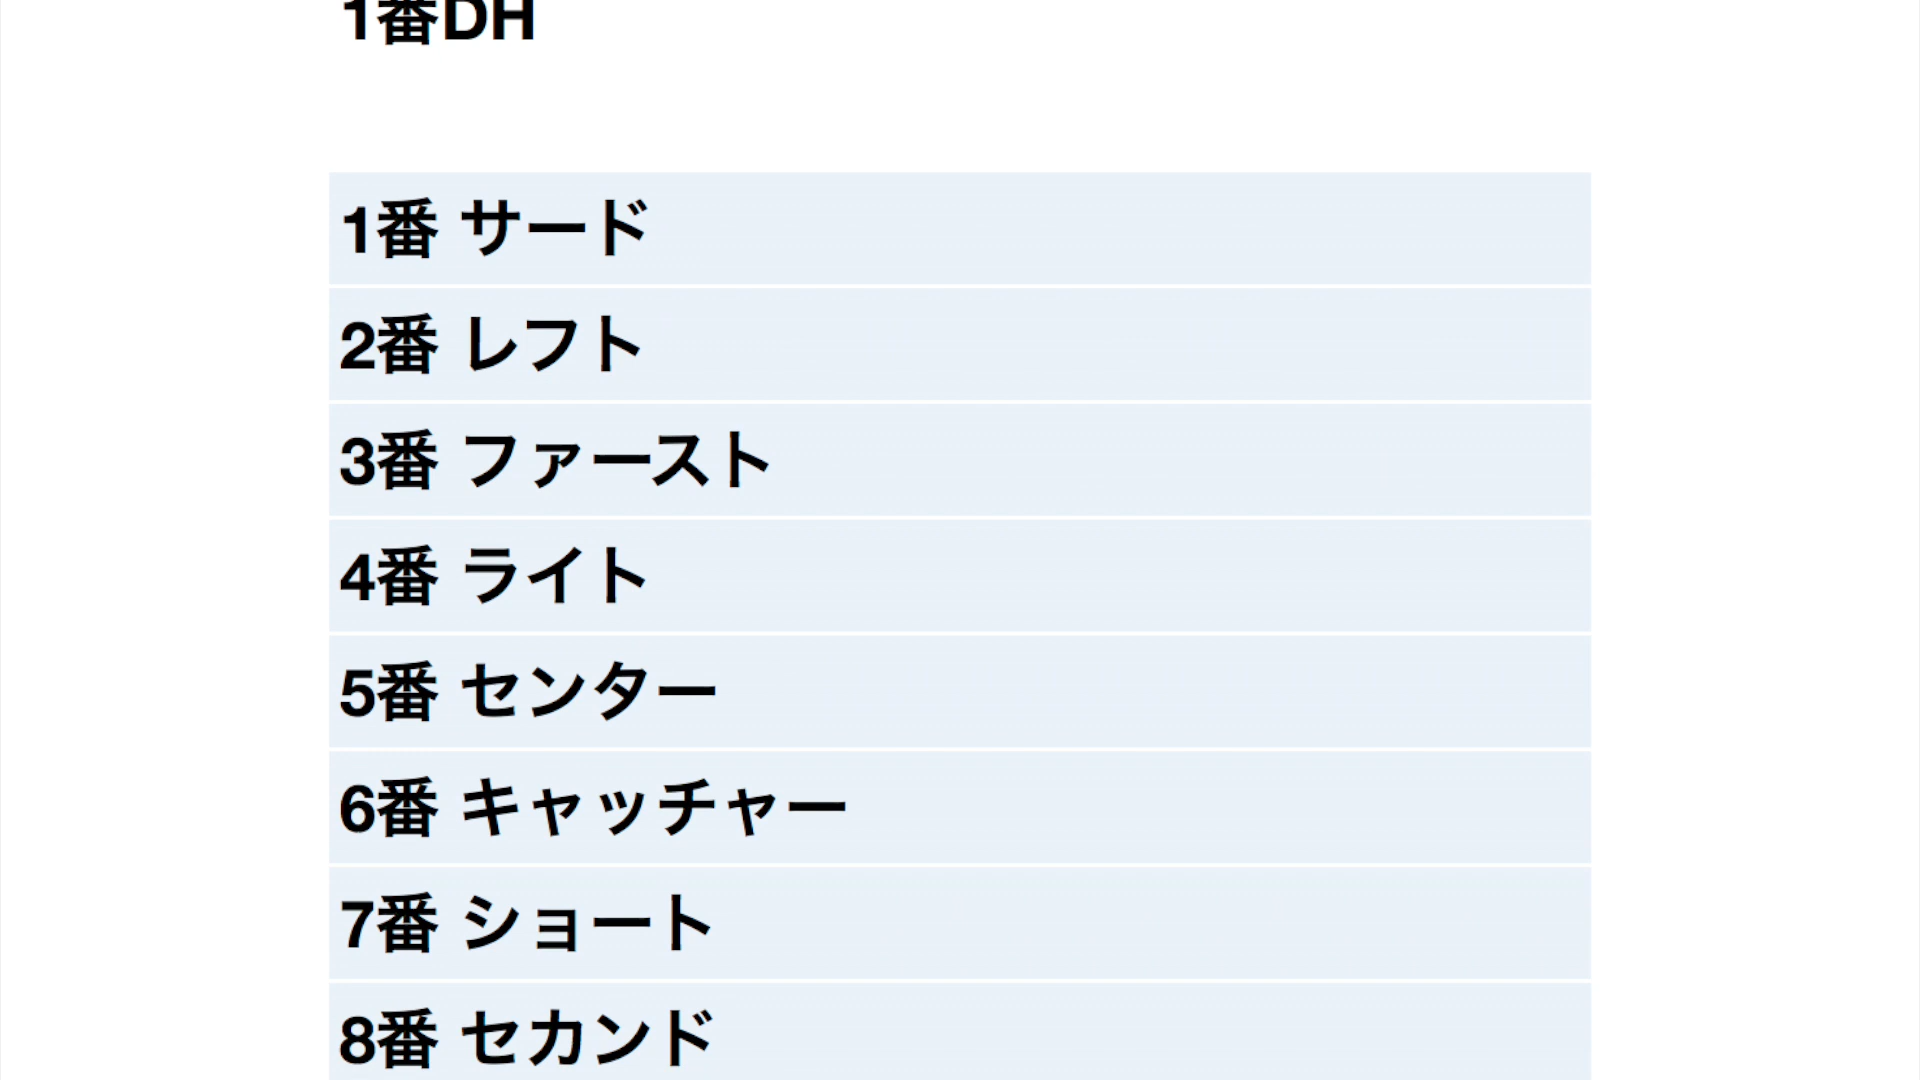 1番DH
1番 サード
2番 レフト
3番 ファースト
4番 ライト
5番 センター
6番 キャッチャー
7番 ショート
8番 セカンド